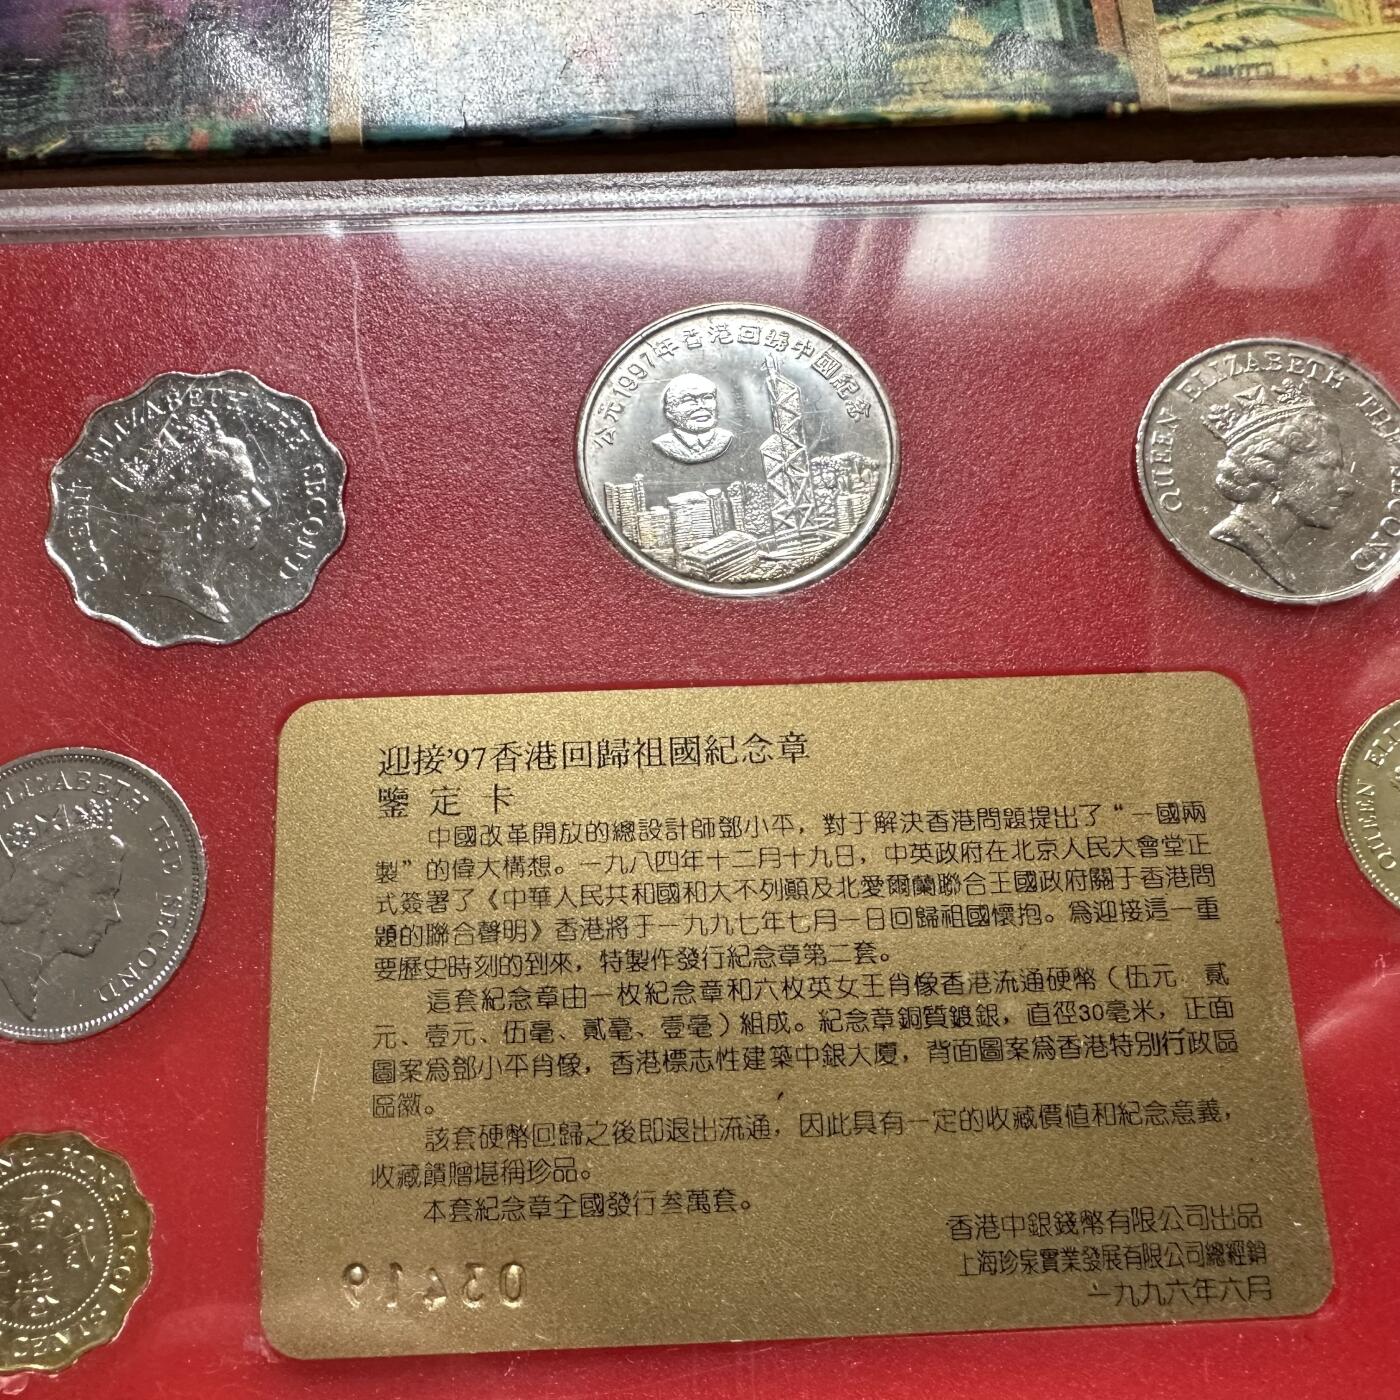 公元1997年香港回歸中國紀念
QUEEN ELIZABETH THE SECOND
QUEEN ELIZABETH THE SECOND
ELIZABETH THE SECOND
QUEEN
迎接’97香港回歸祖國紀念章
鑒 定 卡
中國改革開放的總設計師鄧小平，對于解決香港問題提出了“一國兩
製”的偉大構想。一九八四年十二月十九日，中英政府在北京人民大會堂正
式簽署了《中華人民共和國和大不列顛及北愛爾蘭聯合王國政府關于香港問
題的聯合聲明》香港將于一九九七年七月一日回歸祖國懷抱。為迎接這一重
要歷史時刻的到來，特製作發行紀念章第二套。
這套紀念章由一枚紀念章和六枚英女王肖像香港流通硬幣（伍元、貳
元、壹元、伍毫、貳毫、壹毫）組成。紀念章銅質鍍銀，直徑30毫米，正面
圖案為鄧小平肖像，香港標志性建築中銀大廈，背面圖案為香港特別行政區
區徽。
該套硬幣回歸之後即退出流通，因此具有一定的收藏價值和紀念意義，
收藏饋贈堪稱珍品。
本套紀念章全國發行叁萬套。
香港中銀錢幣有限公司出品
上海珍泉實業發展有限公司總經銷
一九九六年六月
03419
香港
1991